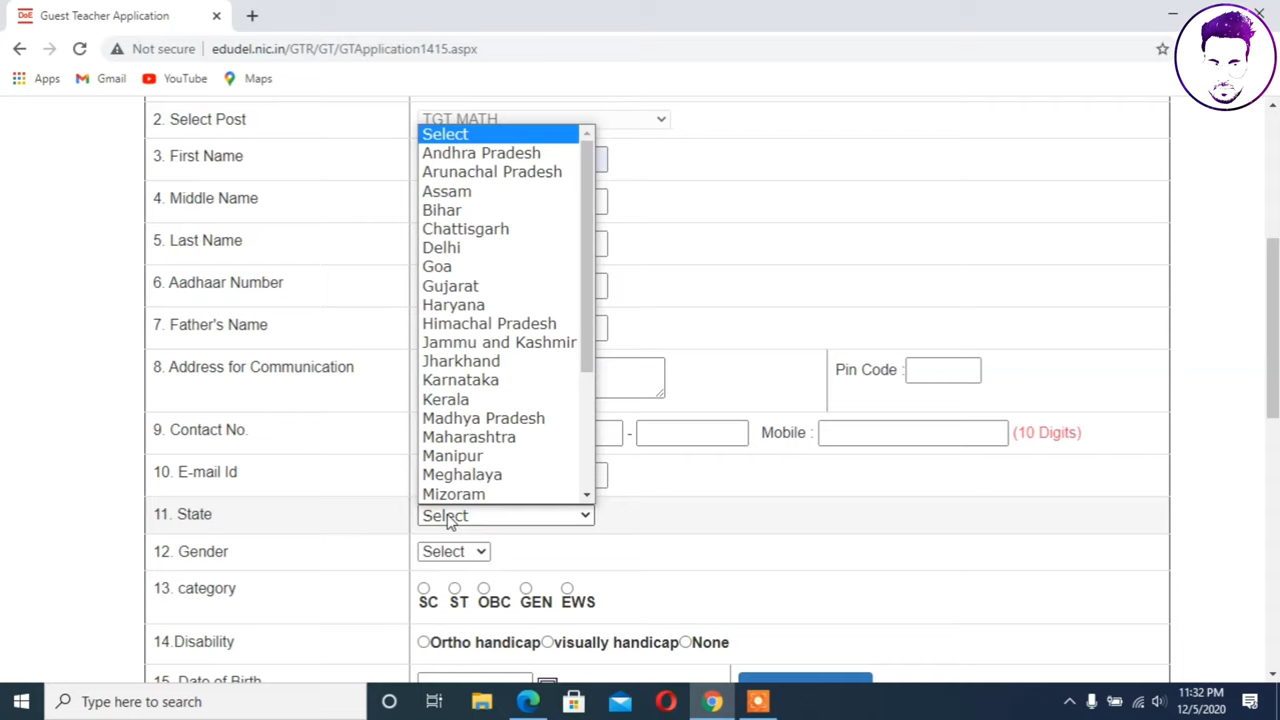 DoE Guest Teacher Application
Not secure edudel.nic.in/GTR/GT/GTApplication1415.aspx
Apps Gmail YouTube Maps
2. Select Post TGT MATH
Select
Andhra Pradesh
3. First Name
Arunachal Pradesh
Assam
4. Middle Name
Bihar
Chattisgarh
5. Last Name
Delhi
Goa
6. Aadhaar Number
Gujarat
Haryana
7. Father's Name
Himachal Pradesh
Jammu and Kashmir
8. Address for Communication
Jharkhand
Pin Code :
Karnataka
Kerala
Madhya Pradesh
9. Contact No.
- Mobile : (10 Digits)
Maharashtra
Manipur
10. E-mail Id
Meghalaya
Mizoram
11. State Select
12. Gender Select
13. category
SC ST OBC GEN EWS
14.Disability Ortho handicap visually handicap None
15. Date of Birth
Type here to search
11:32 PM
12/5/2020